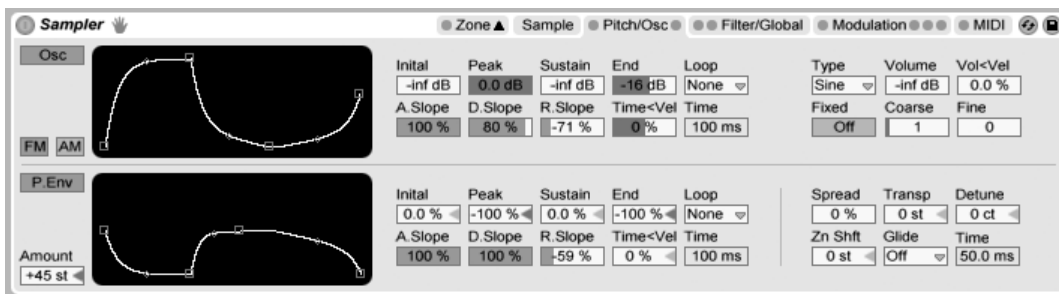 Sampler Zone Sample Pitch/Osc Filter/Global Modulation MIDI
Osc
Inital Peak Sustain End Loop Type Volume Vol<Vel
-inf dB 0.0 dB -inf dB -16 dB None Sine -inf dB 0.0 %
A.Slope D.Slope R.Slope Time<Vel Time Fixed Coarse Fine
100 % 80 % -71 % 0 % 100 ms Off 1 0
FM AM
P.Env
Inital Peak Sustain End Loop Spread Transp Detune
0.0 % -100 % 0.0 % -100 % None 0 % 0 st 0 ct
A.Slope D.Slope R.Slope Time<Vel Time Zn Shft Glide Time
Amount 100 % 100 % -59 % 0 % 100 ms 0 st Off 50.0 ms
+45 st